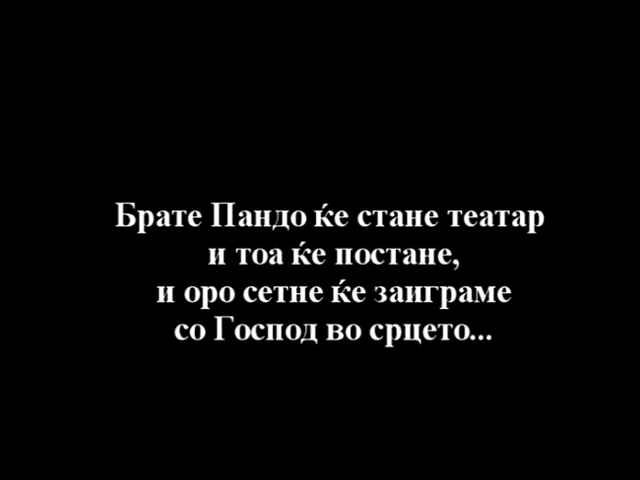 Брате Пандо ќе стане театар
и тоа ќе постане,
и оро сетне ќе заиграме
со Господ во срцето...